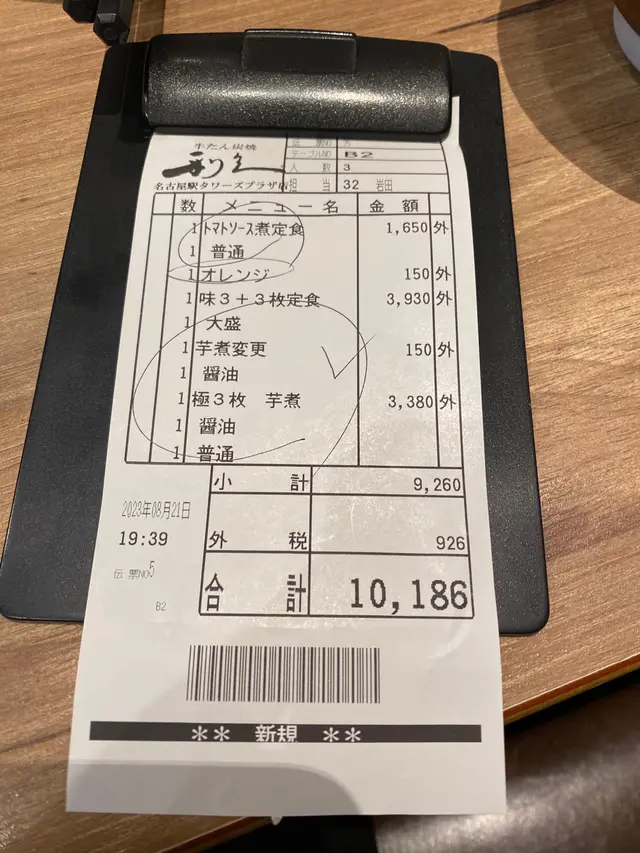 牛たん炭焼
利久
名古屋駅タワーズプラザ店
テーブルNO B2
人数 3
担当 32 岩田
数 メニュー名 金額
1 トマトソース煮定食 1,650 外
1 普通
1 オレンジ 150 外
1 味3+3枚定食 3,930 外
1 大盛
1 芋煮変更 150 外
1 醤油
1 極3枚 芋煮 3,380 外
1 醤油
1 普通
小計 9,260
2023年08月21日
19:39
外税 926
伝票NO5
合計 10,186
B2
** 新規 **